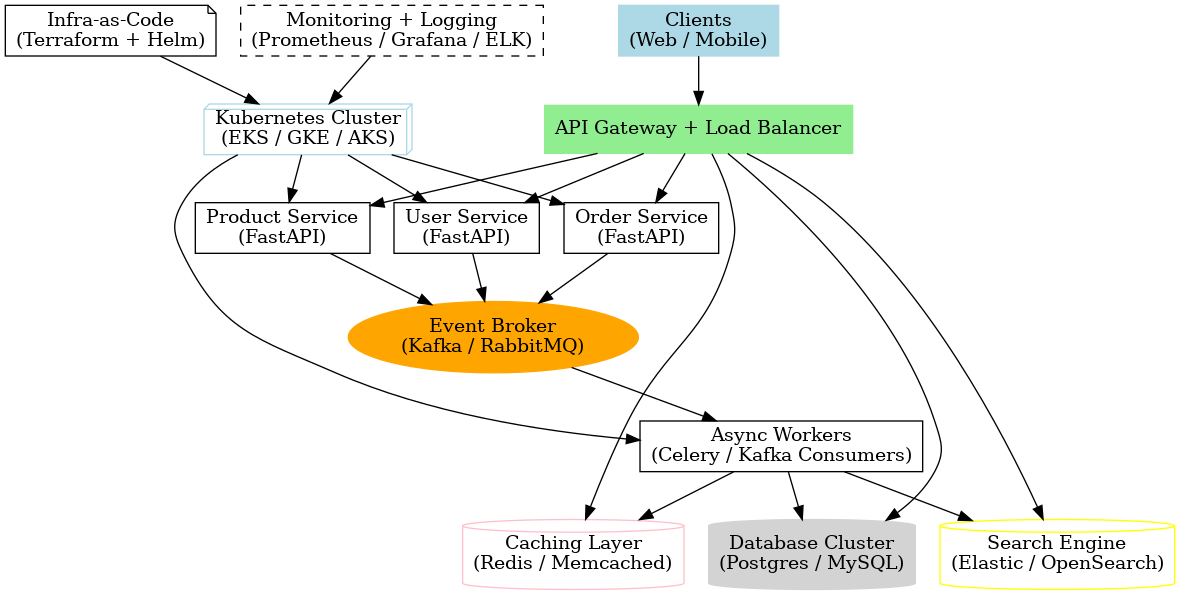 Infra-as-Code
(Terraform + Helm)
Monitoring + Logging
(Prometheus / Grafana / ELK)
Clients
(Web / Mobile)
Kubernetes Cluster
(EKS / GKE / AKS)
API Gateway + Load Balancer
Product Service
(FastAPI)
User Service
(FastAPI)
Order Service
(FastAPI)
Event Broker
(Kafka / RabbitMQ)
Async Workers
(Celery / Kafka Consumers)
Caching Layer
(Redis / Memcached)
Database Cluster
(Postgres / MySQL)
Search Engine
(Elastic / OpenSearch)